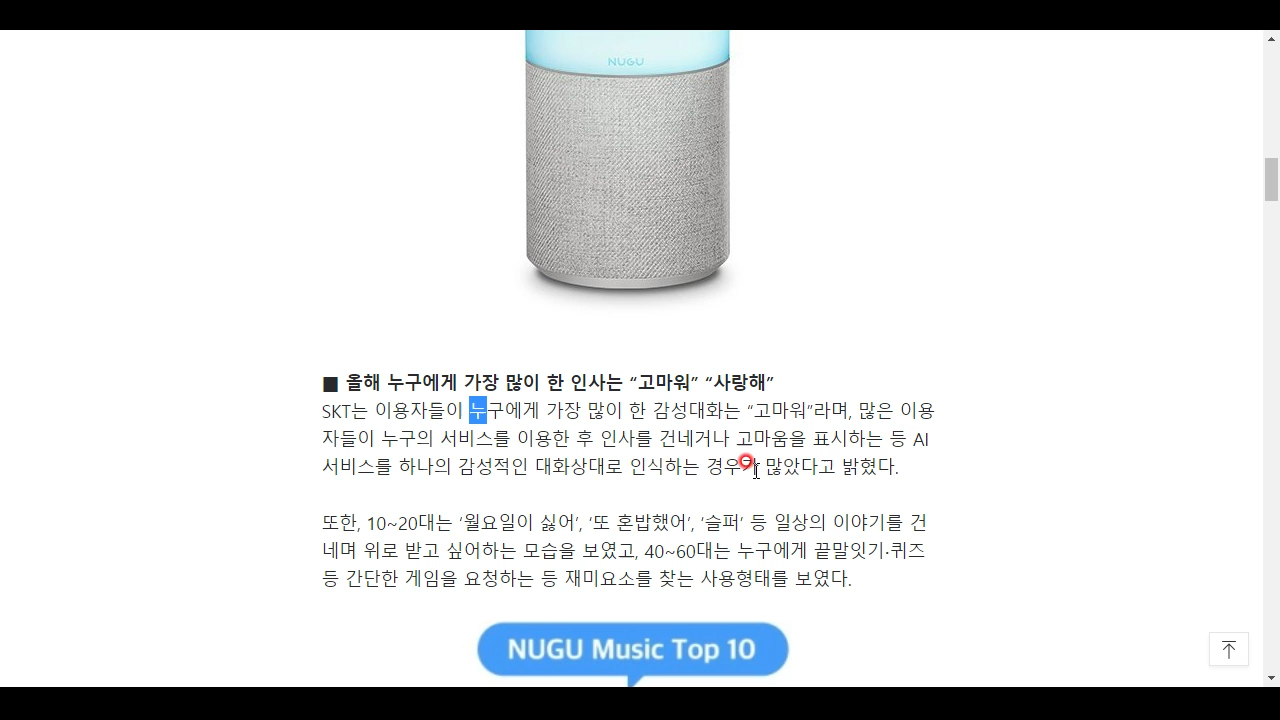 NUGU
■ 올해 누구에게 가장 많이 한 인사는 “고마워” “사랑해”
SKT는 이용자들이 누구에게 가장 많이 한 감성대화는 “고마워”라며, 많은 이용
자들이 누구의 서비스를 이용한 후 인사를 건네거나 고마움을 표시하는 등 AI
서비스를 하나의 감성적인 대화상대로 인식하는 경우가 많았다고 밝혔다.
또한, 10~20대는 ‘월요일이 싫어’, ‘또 혼밥했어’, ‘슬퍼’ 등 일상의 이야기를 건
네며 위로 받고 싶어하는 모습을 보였고, 40~60대는 누구에게 끝말잇기·퀴즈
등 간단한 게임을 요청하는 등 재미요소를 찾는 사용형태를 보였다.
NUGU Music Top 10